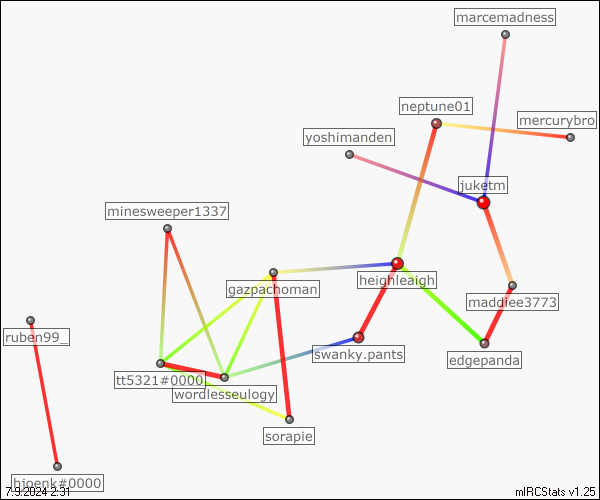 marcemadness
neptune01
mercurybro
yoshimanden
juketm
minesweeper1337
heighleaigh
gazpachoman
maddiee3773
ruben99_
swanky.pants
edgepanda
tt5321#0000
wordlesseulogy
sorapie
hjoenk#0000
7.9.2024 2:31
mIRCStats v1.25